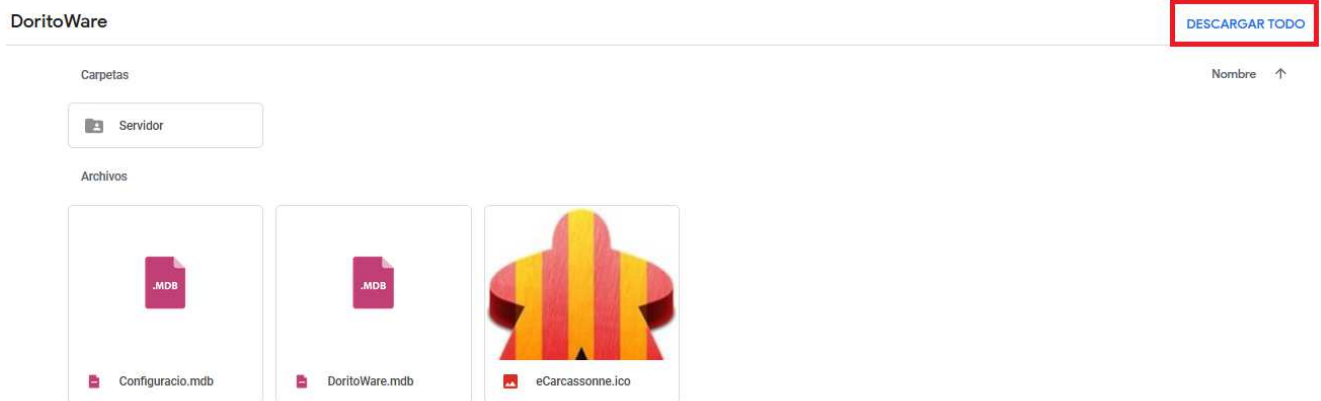 DoritoWare
DESCARGAR TODO
Carpetas
Nombre
Servidor
Archivos
.MDB
.MDB
Configuracio.mdb
DoritoWare.mdb
eCarcassonne.ico